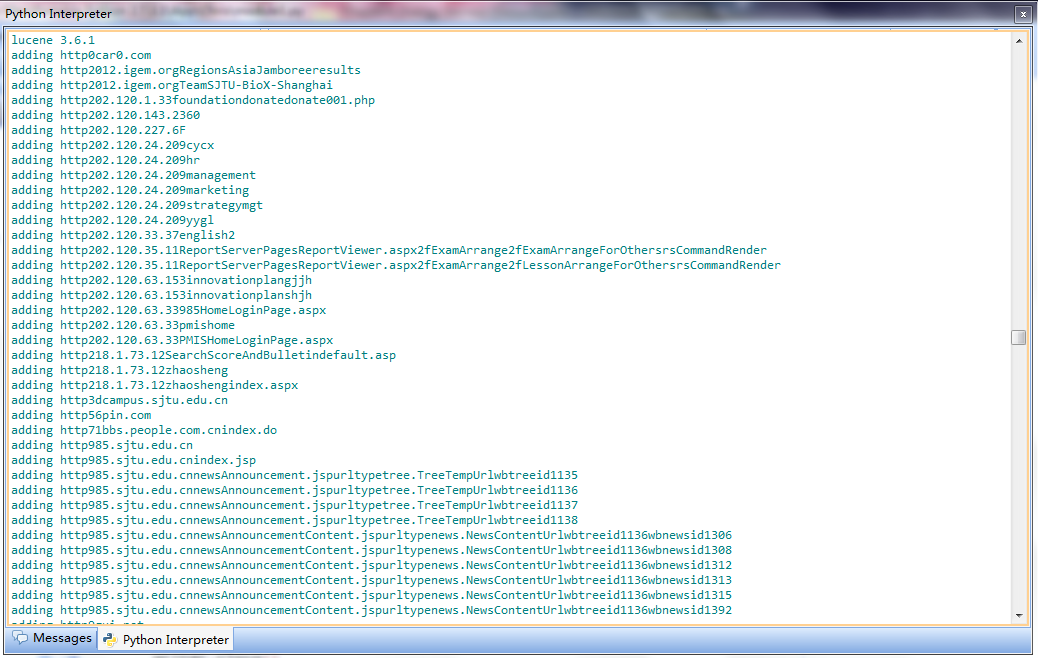 Python Interpreter
lucene 3.6.1
adding http0car0.com
adding http2012.igem.orgRegionsAsiaJamboreeresults
adding http2012.igem.orgTeamSJTU-BioX-Shanghai
adding http202.120.1.33foundationdonatedonate001.php
adding http202.120.143.2360
adding http202.120.227.6F
adding http202.120.24.209cycx
adding http202.120.24.209hr
adding http202.120.24.209management
adding http202.120.24.209marketing
adding http202.120.24.209strategymgt
adding http202.120.24.209yygl
adding http202.120.33.37english2
adding http202.120.35.11ReportServerPagesReportViewer.aspx2fExamArrange2fExamArrangeForOthersrsCommandRender
adding http202.120.35.11ReportServerPagesReportViewer.aspx2fExamArrange2fLessonArrangeForOthersrsCommandRender
adding http202.120.63.153innovationplangjjh
adding http202.120.63.153innovationplanshjh
adding http202.120.63.33985HomeLoginPage.aspx
adding http202.120.63.33pmishome
adding http202.120.63.33PMISHomeLoginPage.aspx
adding http218.1.73.12SearchScoreAndBulletindefault.asp
adding http218.1.73.12zhaosheng
adding http218.1.73.12zhaoshengindex.aspx
adding http3dcampus.sjtu.edu.cn
adding http56pin.com
adding http71bbs.people.com.cnindex.do
adding http985.sjtu.edu.cn
adding http985.sjtu.edu.cnindex.jsp
adding http985.sjtu.edu.cnnewsAnnouncement.jspurltypetree.TreeTempUrlwbtreeid1135
adding http985.sjtu.edu.cnnewsAnnouncement.jspurltypetree.TreeTempUrlwbtreeid1136
adding http985.sjtu.edu.cnnewsAnnouncement.jspurltypetree.TreeTempUrlwbtreeid1137
adding http985.sjtu.edu.cnnewsAnnouncement.jspurltypetree.TreeTempUrlwbtreeid1138
adding http985.sjtu.edu.cnnewsAnnouncementContent.jspurltypenews.NewsContentUrlwbtreeid1136wbnewsid1306
adding http985.sjtu.edu.cnnewsAnnouncementContent.jspurltypenews.NewsContentUrlwbtreeid1136wbnewsid1308
adding http985.sjtu.edu.cnnewsAnnouncementContent.jspurltypenews.NewsContentUrlwbtreeid1136wbnewsid1312
adding http985.sjtu.edu.cnnewsAnnouncementContent.jspurltypenews.NewsContentUrlwbtreeid1136wbnewsid1313
adding http985.sjtu.edu.cnnewsAnnouncementContent.jspurltypenews.NewsContentUrlwbtreeid1136wbnewsid1315
adding http985.sjtu.edu.cnnewsAnnouncementContent.jspurltypenews.NewsContentUrlwbtreeid1136wbnewsid1392
adding
Messages Python Interpreter